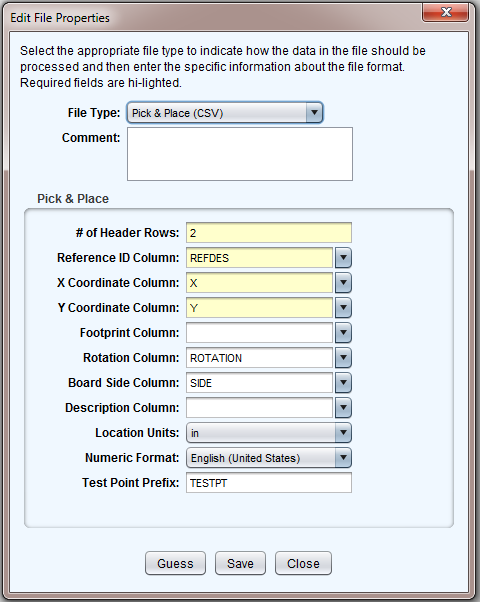 Edit File Properties
Select the appropriate file type to indicate how the data in the file should be
processed and then enter the specific information about the file format.
Required fields are hi-lighted.
File Type: Pick & Place (CSV)
Comment:
Pick & Place
# of Header Rows: 2
Reference ID Column: REFDES
X Coordinate Column: X
Y Coordinate Column: Y
Footprint Column:
Rotation Column: ROTATION
Board Side Column: SIDE
Description Column:
Location Units: in
Numeric Format: English (United States)
Test Point Prefix: TESTPT
Guess Save Close